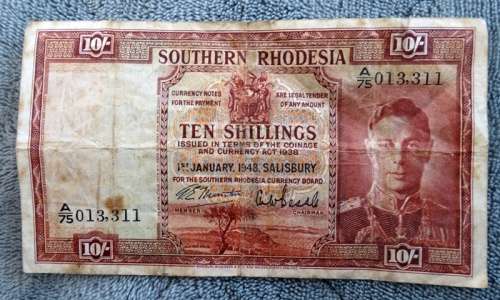 10/-
10/-
SOUTHERN RHODESIA
A/75 013,311
CURRENCY NOTES ARE LEGAL TENDER
FOR THE PAYMENT OF ANY AMOUNT
TEN SHILLINGS
ISSUED IN TERMS OF THE COINAGE
AND CURRENCY ACT 1938
1ST JANUARY, 1948, SALISBURY
FOR THE SOUTHERN RHODESIA CURRENCY BOARD
A/75 013,311
MEMBER CHAIRMAN
10/-
10/-